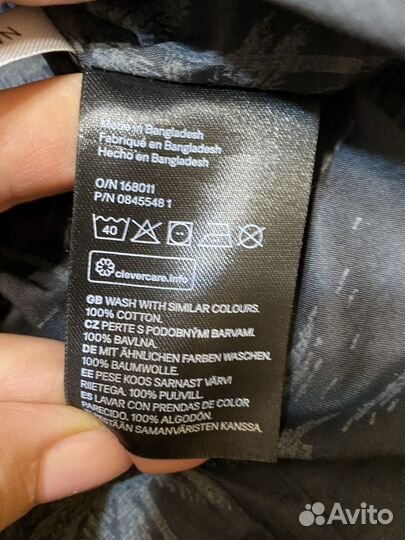 Made in Bangladesh
Fabriqué en Bangladesh
Hecho en Bangladesh
O/N 168011
P/N 0845548 1
40
clevercare.info
GB WASH WITH SIMILAR COLOURS.
100% COTTON.
CZ PERTE S PODOBNÝMI BARVAMI.
100% BAVLNA.
DE MIT ÄHNLICHEN FARBEN WASCHEN.
100% BAUMWOLLE.
EE PESE KOOS SARNAST VÄRVI
RIIETEGA. 100% PUUVILL.
ES LAVAR CON PRENDAS DE COLOR
PARECIDO. 100% ALGODÓN.
PESTÄÄN SAMANVÄRISTEN KANSSA.
Avito